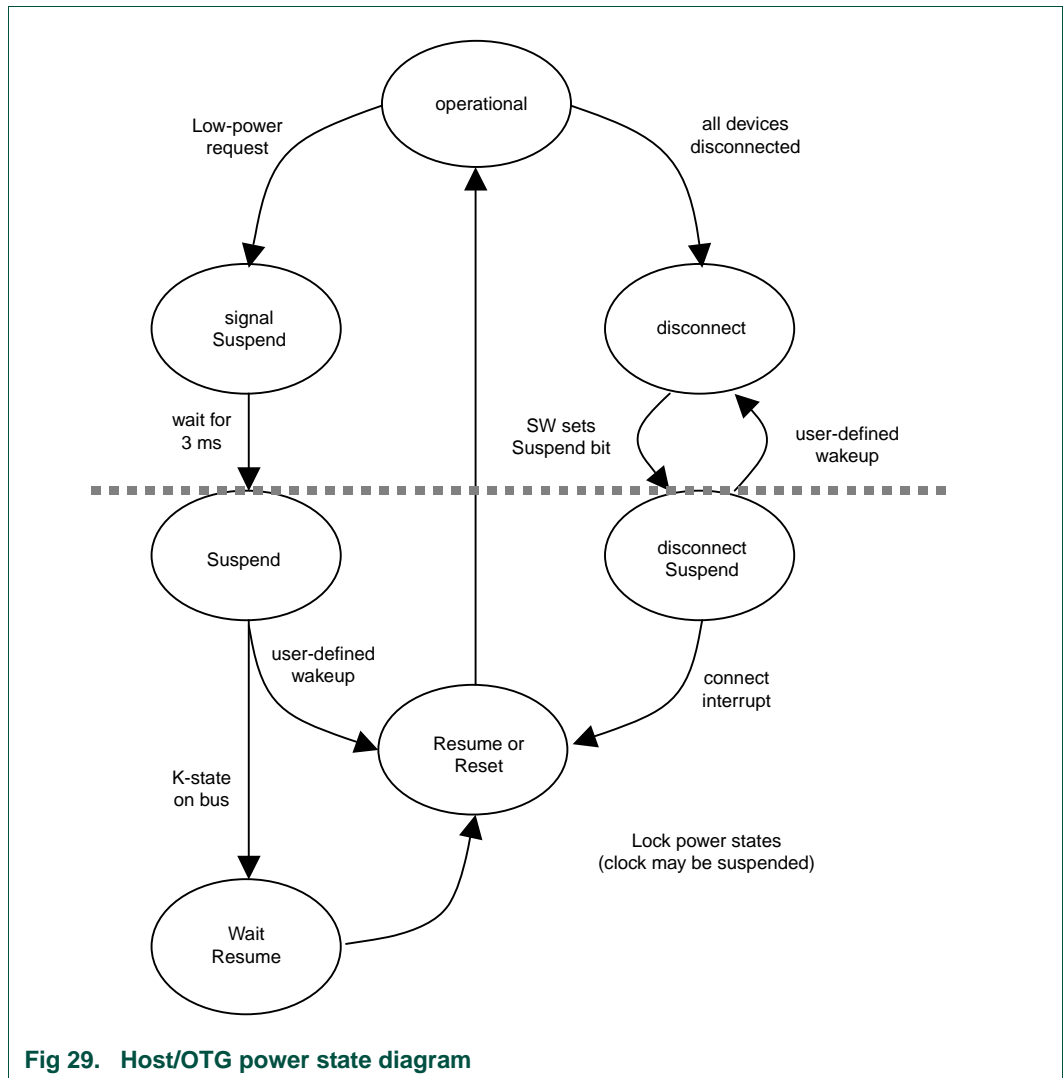 operational
Low-power
request
all devices
disconnected
signal
Suspend
disconnect
wait for
3 ms
SW sets
Suspend bit
user-defined
wakeup
Suspend
disconnect
Suspend
user-defined
wakeup
connect
interrupt
Resume or
Reset
K-state
on bus
Lock power states
(clock may be suspended)
Wait
Resume
Fig 29. Host/OTG power state diagram